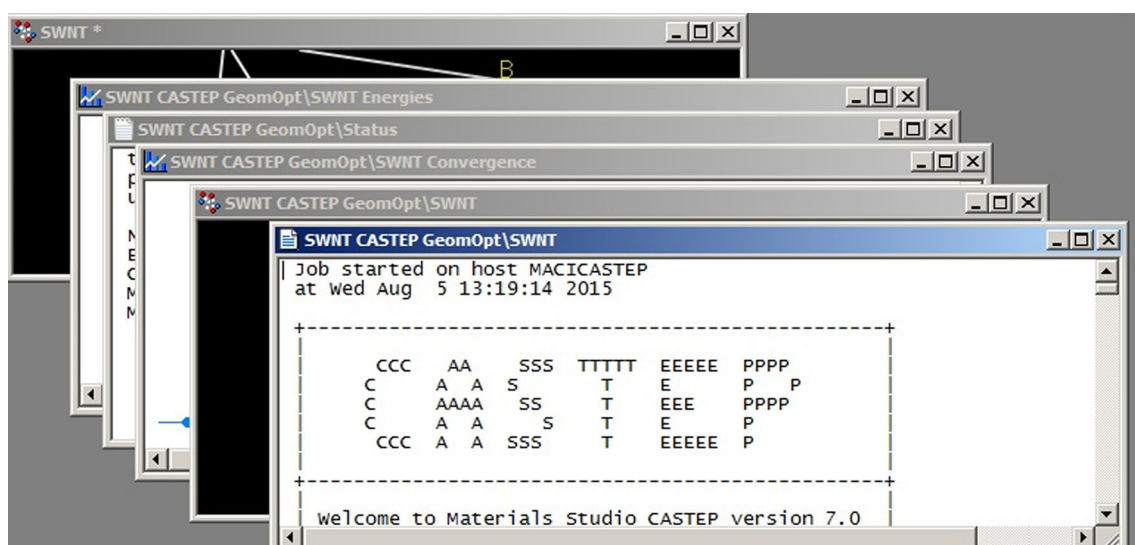 SWNT *
B
SWNT CASTEP GeomOpt\SWNT Energies
SWNT CASTEP GeomOpt\Status
t
SWNT CASTEP GeomOpt\SWNT Convergence
p
u
SWNT CASTEP GeomOpt\SWNT
N
SWNT CASTEP GeomOpt\SWNT
E
C
M
M
Job started on host MACICASTEP
at Wed Aug  5 13:19:14 2015
+-------------------------------------------------+
|      CCC   AA    SSS  TTTTT  EEEEE  PPPP        |
|     C     A  A  S       T    E      P   P       |
|     C     AAAA   SS     T    EEE    PPPP        |
|     C     A  A     S    T    E      P           |
|      CCC  A  A  SSS     T    EEEEE  P           |
+-------------------------------------------------+
| Welcome to Materials Studio CASTEP version 7.0  |